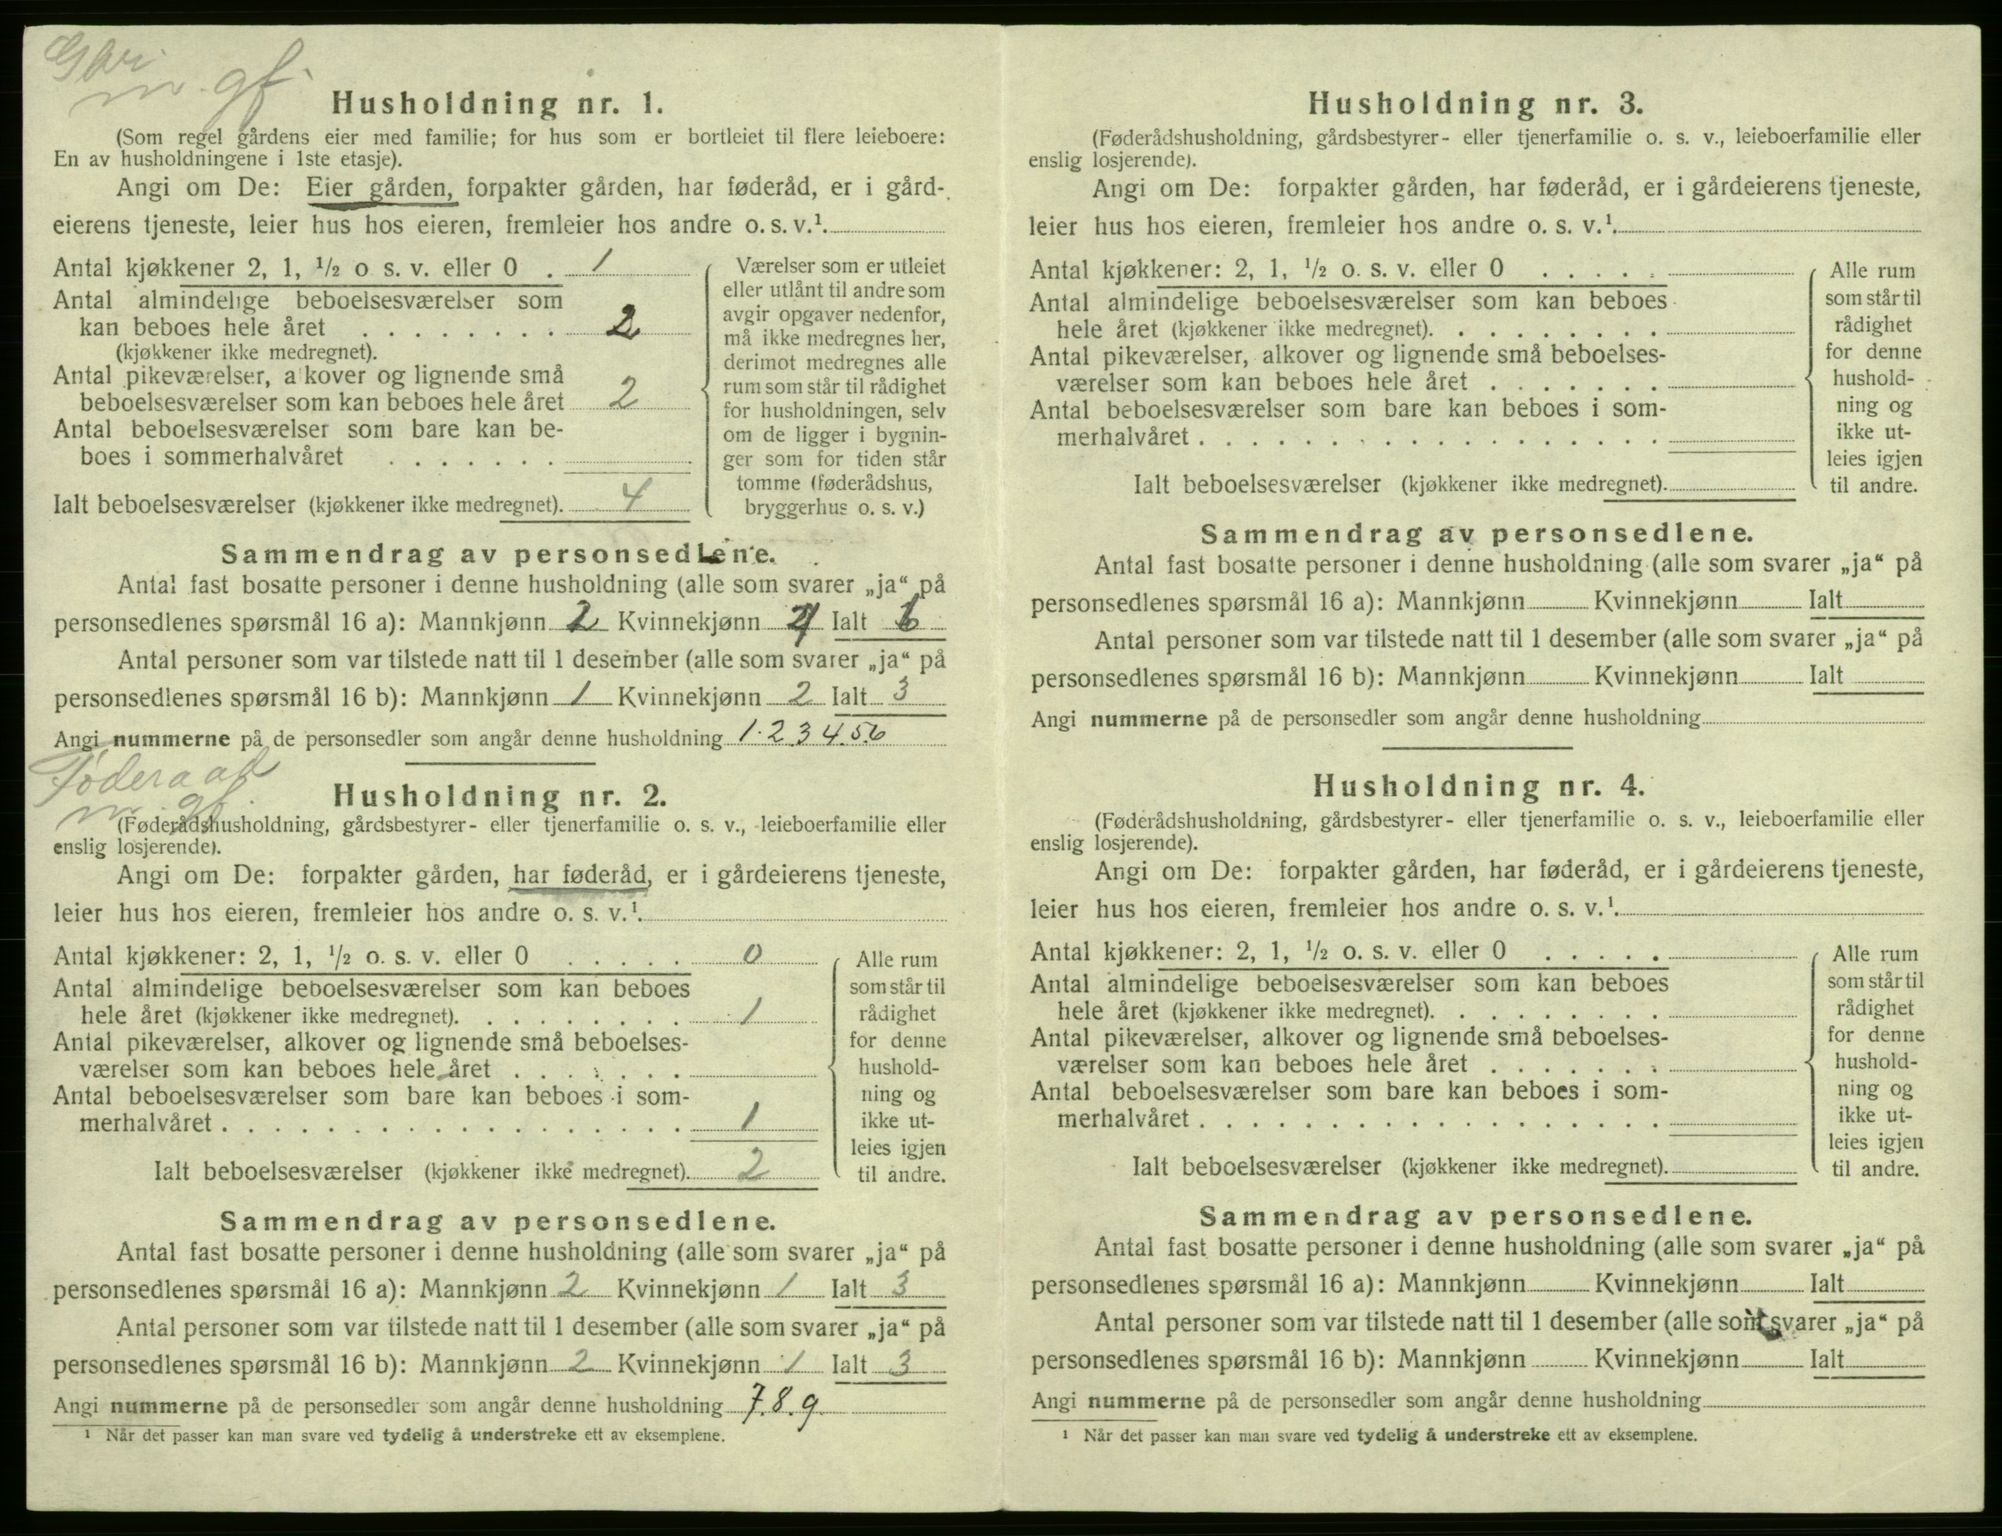 m. gf.
Husholdning nr. 1.
(Som regel gårdens eier med familie; for hus som er bortleiet til flere leieboere:
En av husholdningene i 1ste etasje).
Angi om De: Eier gården, forpakter gården, har føderåd, er i gård-
eierens tjeneste, leier hus hos eieren, fremleier hos andre o. s. v.¹
Antal kjøkkener 2, 1, ½ o s. v. eller 0 . 1
Antal almindelige beboelsesværelser som
kan beboes hele året . . . . . . . . 2
(kjøkkener ikke medregnet).
Antal pikeværelser, a kover og lignende små
beboelsesværelser som kan beboes hele året 2
Antal beboelsesværelser som bare kan be-
boes i sommerhalvåret . . . . . . .
Ialt beboelsesværelser (kjøkkener ikke medregnet). 4
Værelser som er utleiet
eller utlånt til andre som
avgir opgaver nedenfor,
må ikke medregnes her,
derimot medregnes alle
rum som står til rådighet
for husholdningen, selv
om de ligger i bygnin-
ger som for tiden står
tomme (føderådshus,
bryggerhus o. s. v.)
Sammendrag av personsedlene.
Antal fast bosatte personer i denne husholdning (alle som svarer „ja“ på
personsedlenes spørsmål 16 a): Mannkjønn 2 Kvinnekjønn 4 Ialt 6
Antal personer som var tilstede natt til 1 desember (alle som svarer „ja“ på
personsedlenes spørsmål 16 b): Mannkjønn 1 Kvinnekjønn 2 Ialt 3
Angi nummerne på de personsedler som angår denne husholdning 1.2.3.4.5.6
Føderaad
m. gf.
Husholdning nr. 2.
(Føderådshusholdning, gårdsbestyrer- eller tjenerfamilie o. s. v., leieboerfamilie eller
enslig losjerende).
Angi om De: forpakter gården, har føderåd, er i gårdeierens tjeneste,
leier hus hos eieren, fremleier hos andre o. s. v.¹
Antal kjøkkener: 2, 1, ½ o. s. v. eller 0 . . . . . 0
Antal almindelige beboelsesværelser som kan beboes
hele året (kjøkkener ikke medregnet). . . . . . . . . 1
Antal pikeværelser, alkover og lignende små beboelses-
værelser som kan beboes hele året . . . . . . .
Antal beboelsesværelser som bare kan beboes i som-
merhalvåret . . . . . . . . . . . . . . . . . . 1
Ialt beboelsesværelser (kjøkkener ikke medregnet). 2
Alle rum
som står til
rådighet
for denne
hushold-
ning og
ikke ut-
leies igjen
til andre.
Sammendrag av personsedlene.
Antal fast bosatte personer i denne husholdning (alle som svarer „ja“ på
personsedlenes spørsmål 16 a): Mannkjønn 2 Kvinnekjønn 1 Ialt 3
Antal personer som var tilstede natt til 1 desember (alle som svarer „ja“ på
personsedlenes spørsmål 16 b): Mannkjønn 2 Kvinnekjønn 1 Ialt 3
Angi nummerne på de personsedler som angår denne husholdning 7.8.9.
¹ Når det passer kan man svare ved tydelig å understreke ett av eksemplene.
Husholdning nr. 3.
(Føderådshusholdning, gårdsbestyrer- eller tjenerfamilie o. s. v., leieboerfamilie eller
enslig losjerende).
Angi om De: forpakter gården, har føderåd, er i gårdeierens tjeneste,
leier hus hos eieren, fremleier hos andre o. s. v.¹
Antal kjøkkener: 2, 1, ½ o. s. v. eller 0 . . . . .
Antal almindelige beboelsesværelser som kan beboes
hele året (kjøkkener ikke medregnet). . . . . . . . .
Antal pikeværelser, alkover og lignende små beboelses-
værelser som kan beboes hele året . . . . . . .
Antal beboelsesværelser som bare kan beboes i som-
merhalvåret . . . . . . . . . . . . . . . . . .
Ialt beboelsesværelser (kjøkkener ikke medregnet).
Alle rum
som står til
rådighet
for denne
hushold-
ning og
ikke ut-
leies igjen
til andre.
Sammendrag av personsedlene.
Antal fast bosatte personer i denne husholdning (alle som svarer „ja“ på
personsedlenes spørsmål 16 a): Mannkjønn Kvinnekjønn Ialt
Antal personer som var tilstede natt til 1 desember (alle som svarer „ja“ på
personsedlenes spørsmål 16 b): Mannkjønn Kvinnekjønn Ialt
Angi nummerne på de personsedler som angår denne husholdning
Husholdning nr. 4.
(Føderådshusholdning, gårdsbestyrer- eller tjenerfamilie o. s. v., leieboerfamilie eller
enslig losjerende).
Angi om De: forpakter gården, har føderåd, er i gårdeierens tjeneste,
leier hus hos eieren, fremleier hos andre o. s. v.¹
Antal kjøkkener: 2, 1, ½ o. s. v. eller 0 . . . . .
Antal almindelige beboelsesværelser som kan beboes
hele året (kjøkkener ikke medregnet). . . . . . . . .
Antal pikeværelser, alkover og lignende små beboelses-
værelser som kan beboes hele året . . . . . . .
Antal beboelsesværelser som bare kan beboes i som-
merhalvåret . . . . . . . . . . . . . . . . . .
Ialt beboelsesværelser (kjøkkener ikke medregnet).
Alle rum
som står til
rådighet
for denne
hushold-
ning og
ikke ut-
leies igjen
til andre.
Sammendrag av personsedlene.
Antal fast bosatte personer i denne husholdning (alle som svarer „ja“ på
personsedlenes spørsmål 16 a): Mannkjønn Kvinnekjønn Ialt
Antal personer som var tilstede natt til 1 desember (alle som svarer „ja“ på
personsedlenes spørsmål 16 b): Mannkjønn Kvinnekjønn Ialt
Angi nummerne på de personsedler som angår denne husholdning
¹ Når det passer kan man svare ved tydelig å understreke ett av eksemplene.